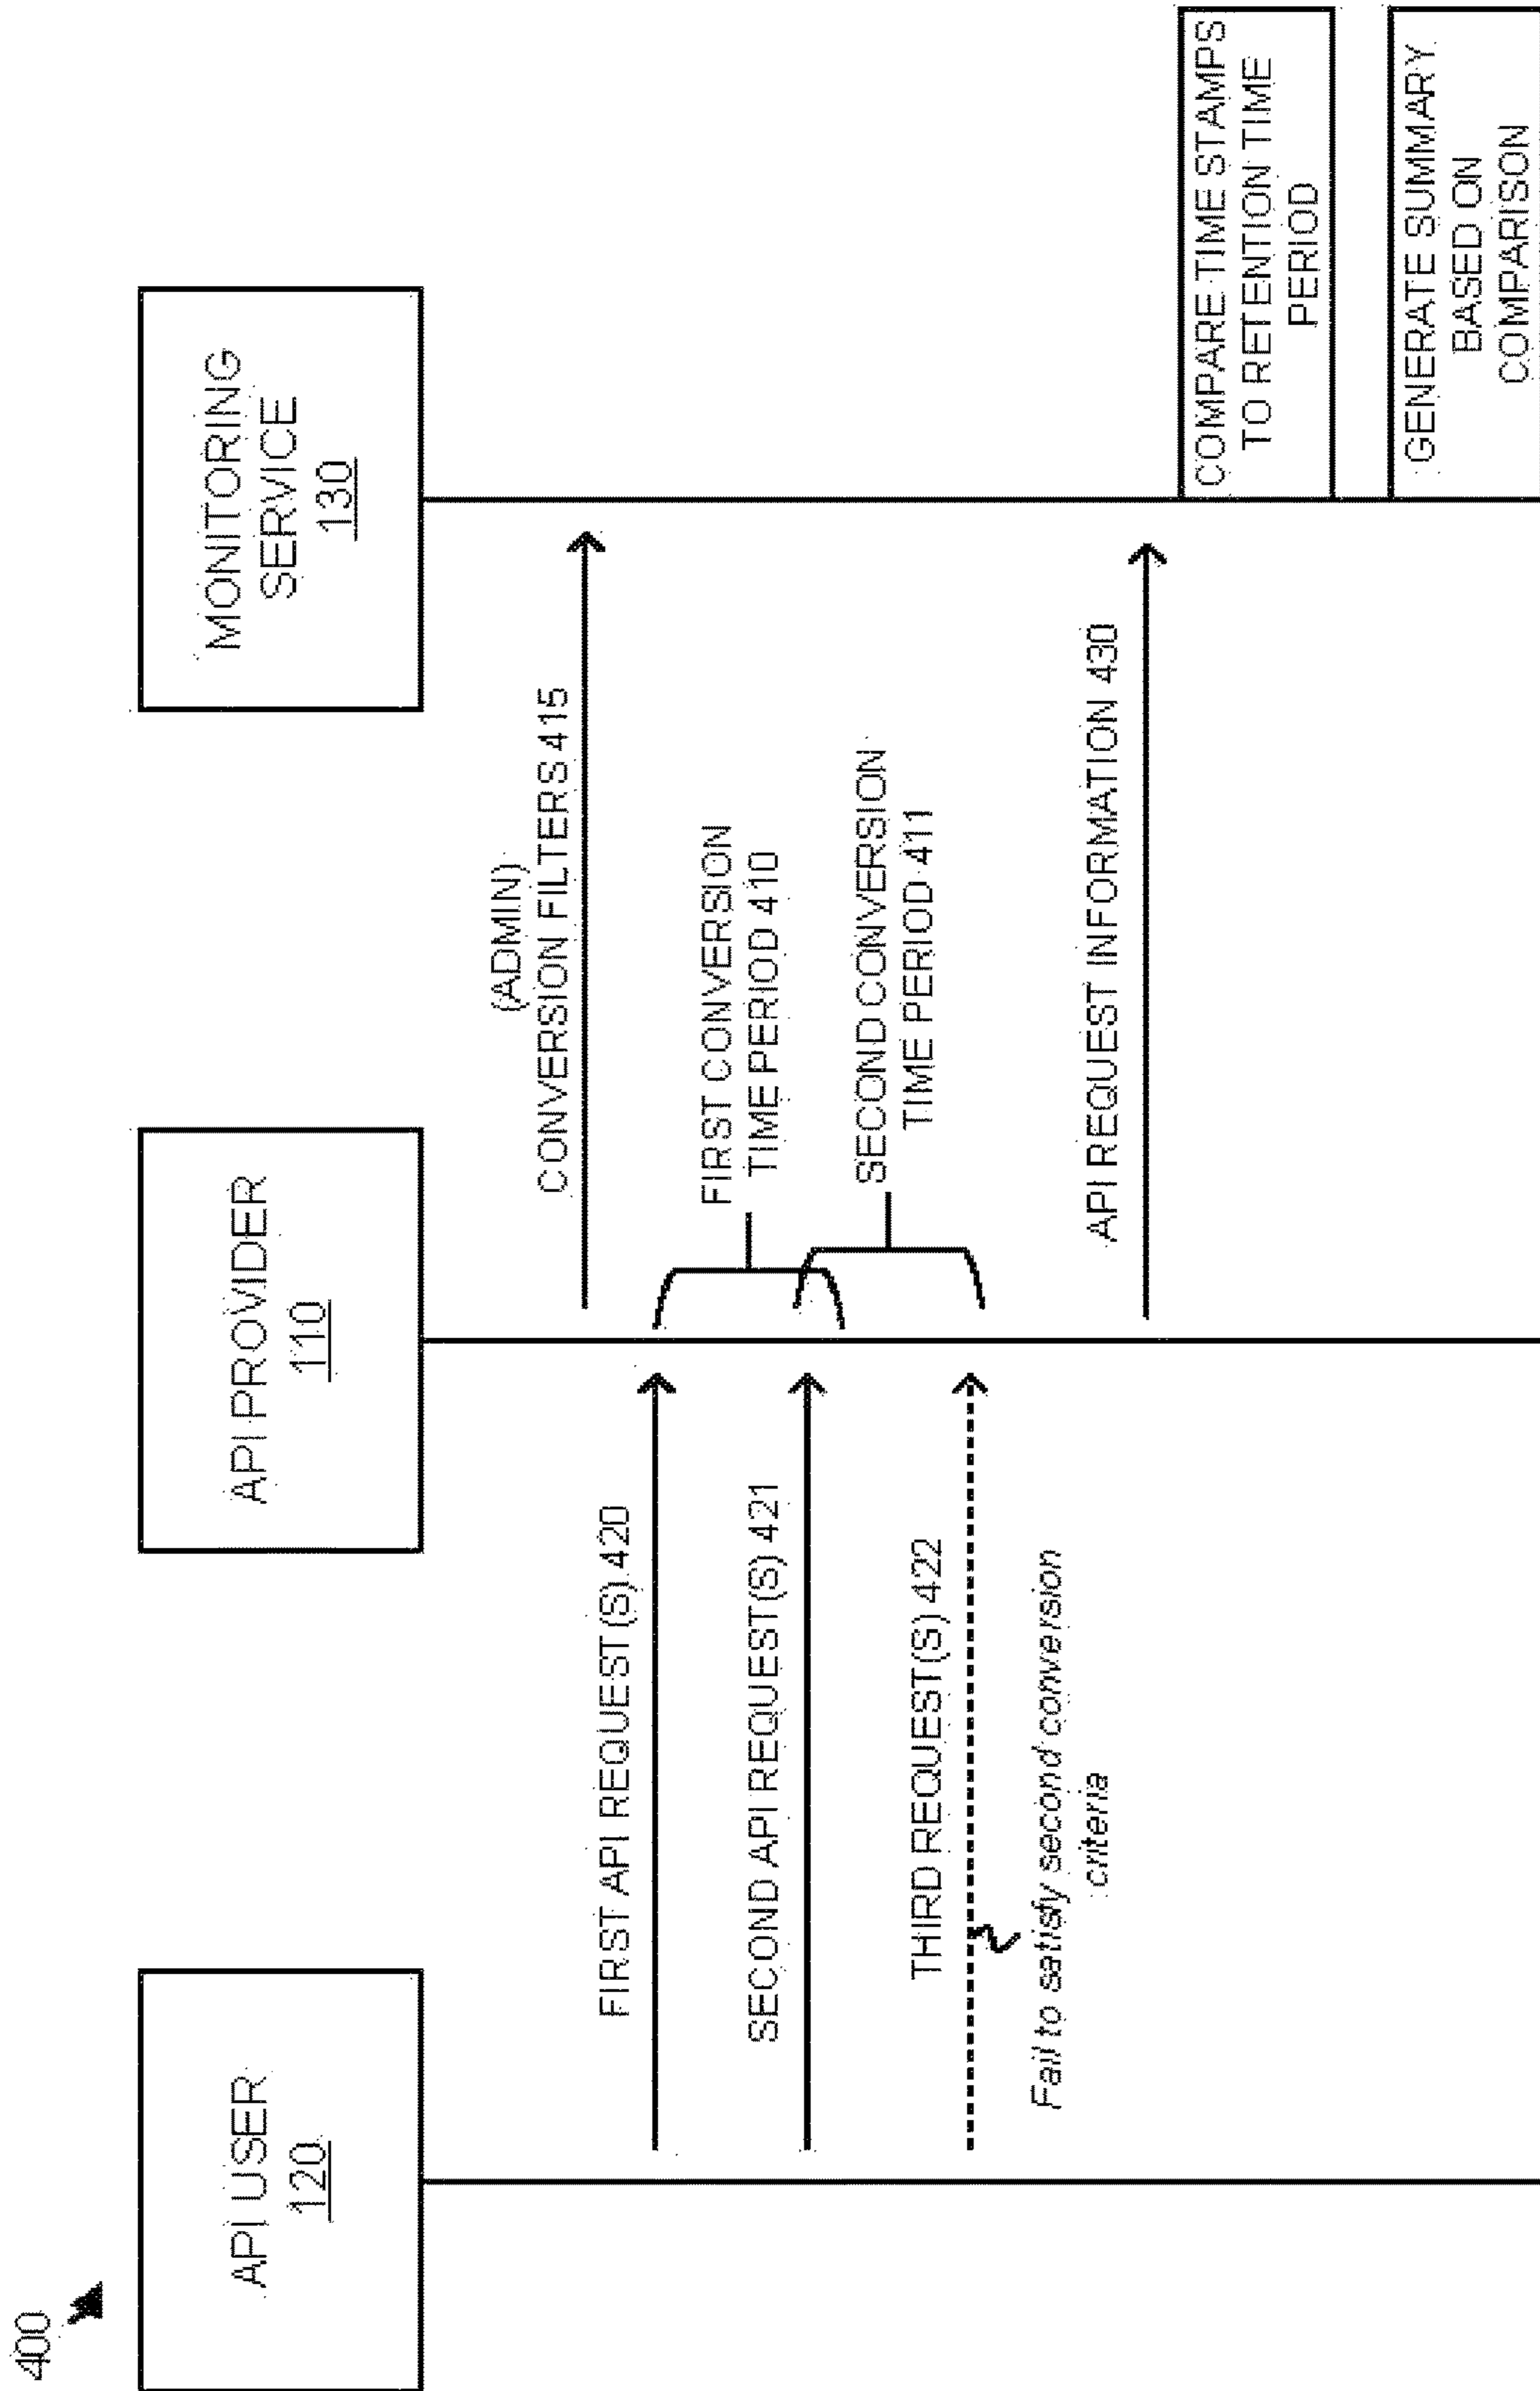 400
API USER
120
API PROVIDER
110
MONITORING
SERVICE
130
(ADMIN)
CONVERSION FILTERS 415
FIRST API REQUEST(S) 420
FIRST CONVERSION
TIME PERIOD 410
SECOND API REQUEST(S) 421
SECOND CONVERSION
TIME PERIOD 411
THIRD REQUEST(S) 422
Fail to satisfy second conversion
criteria
API REQUEST INFORMATION 430
COMPARE TIME STAMPS
TO RETENTION TIME
PERIOD
GENERATE SUMMARY
BASED ON
COMPARISON